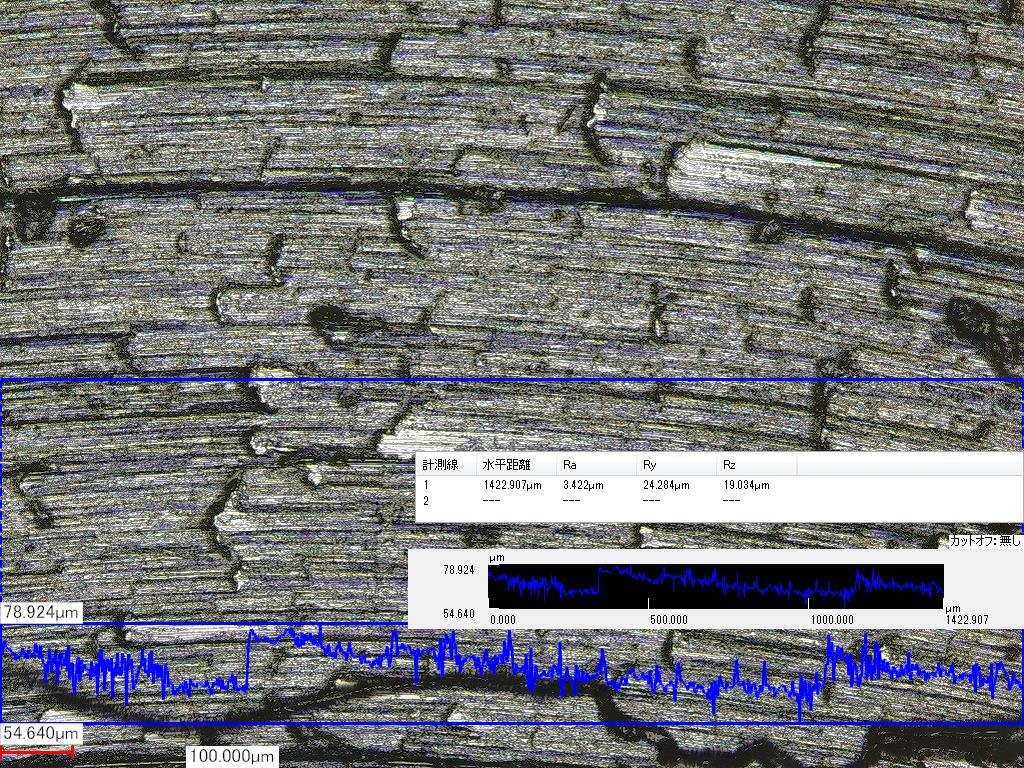 計測線 水平距離 Ra Ry Rz
1 1422.907µm 3.422µm 24.284µm 19.034µm
2 --- --- --- ---
カットオフ: 無し
µm
78.924
54.640
0.000 500.000 1000.000 1422.907
µm
78.924µm
54.640µm
100.000µm